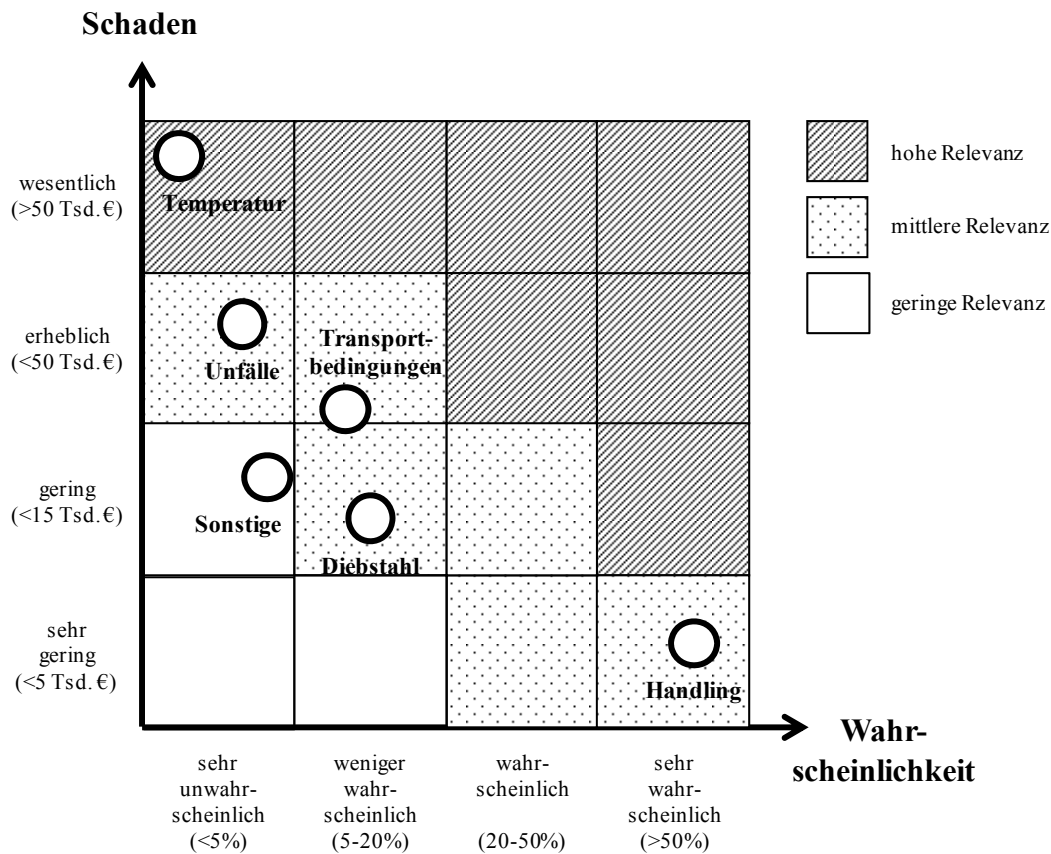 Schaden
wesentlich
(>50 Tsd.€)
Temperatur
hohe Relevanz
mittlere Relevanz
geringe Relevanz
erheblich
(<50 Tsd.€)
Unfälle
Transport-
bedingungen
gering
(<15 Tsd.€)
Sonstige
Diebstahl
sehr
gering
(<5 Tsd.€)
Handling
Wahr-
scheinlichkeit
sehr
unwahr-
scheinlich
(<5%)
weniger
wahr-
scheinlich
(5-20%)
wahr-
scheinlich
(20-50%)
sehr
wahr-
scheinlich
(>50%)